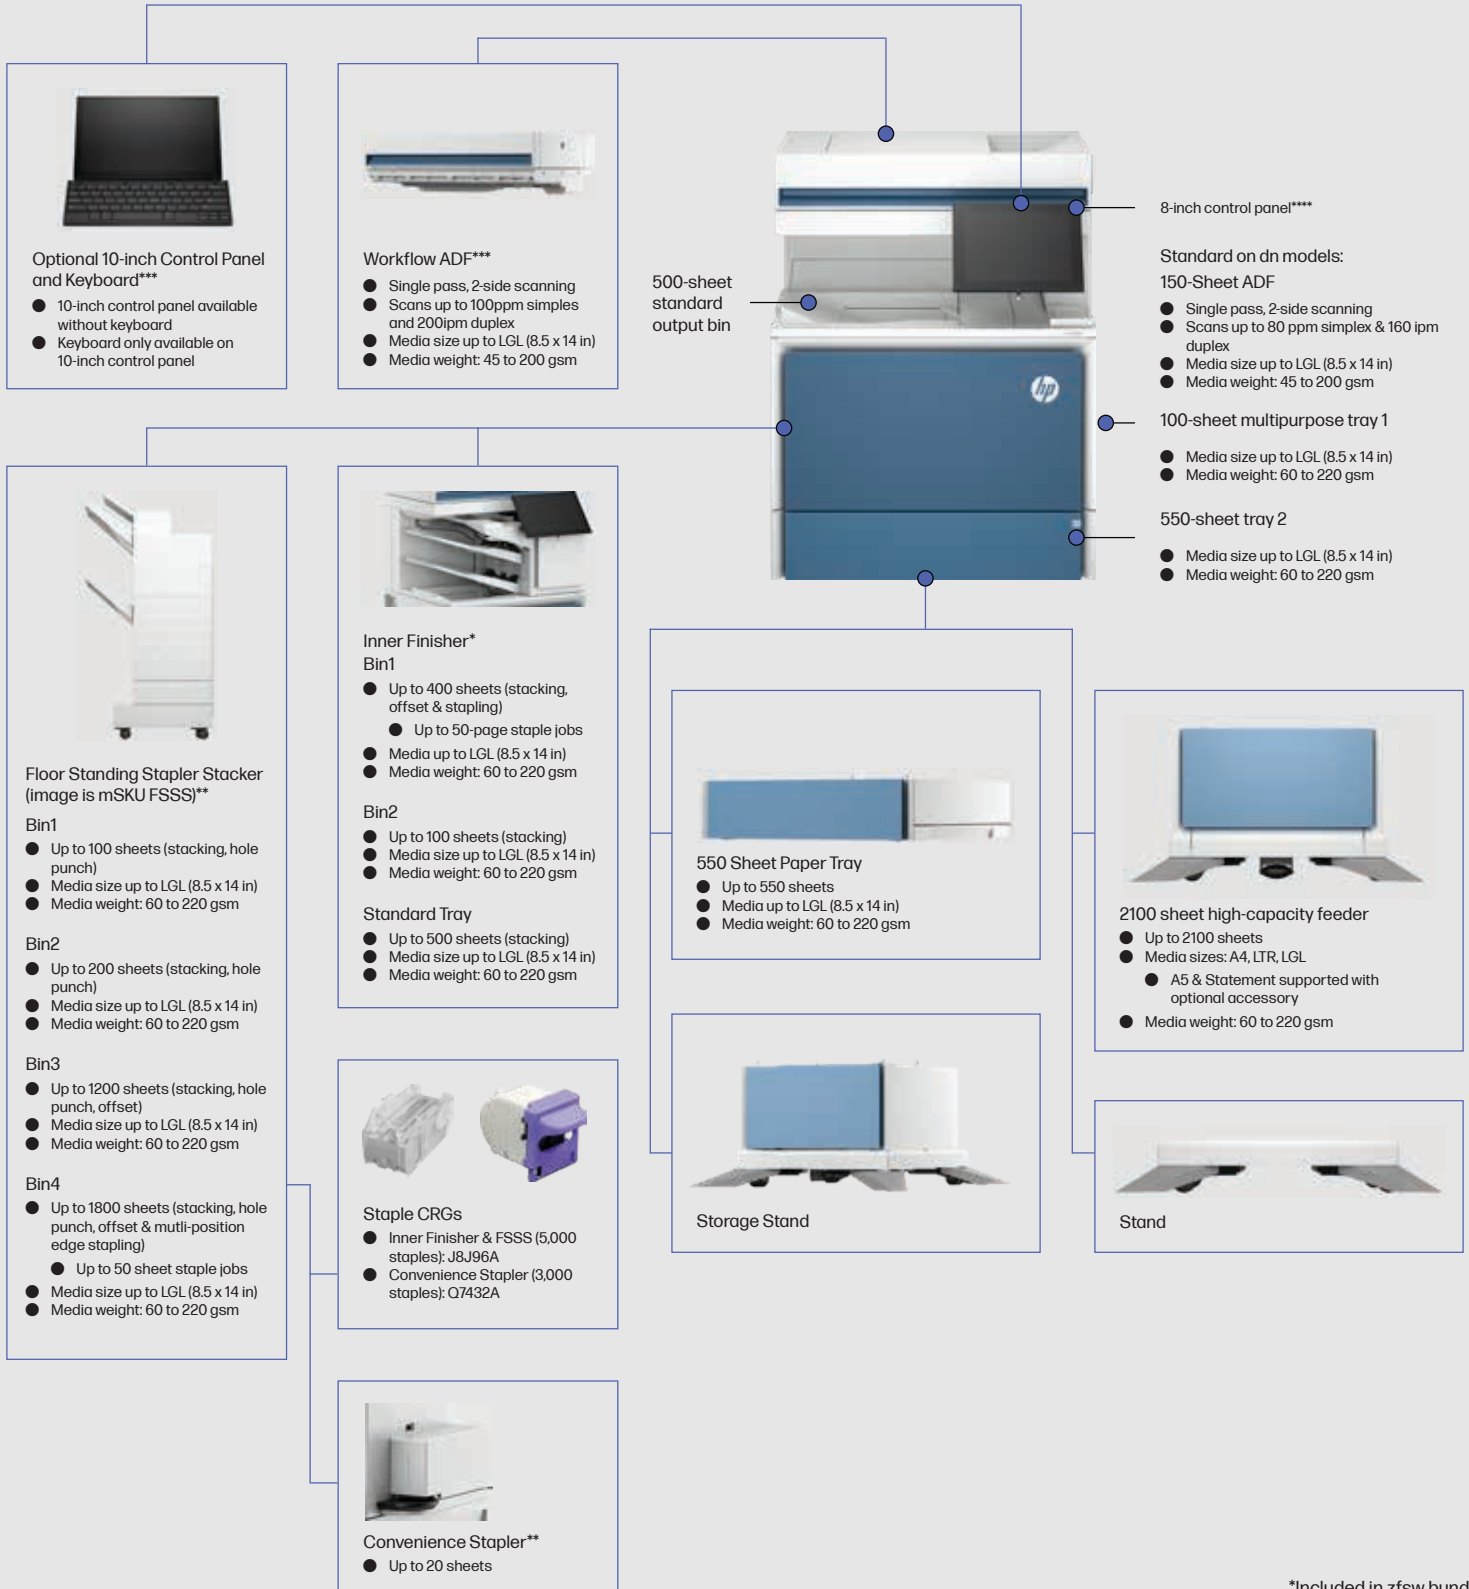 Optional 10-inch Control Panel
and Keyboard***
● 10-inch control panel available
without keyboard
● Keyboard only available on
10-inch control panel
Workflow ADF***
● Single pass, 2-side scanning
● Scans up to 100ppm simples
and 200ipm duplex
● Media size up to LGL (8.5 x 14 in)
● Media weight: 45 to 200 gsm
500-sheet
standard
output bin
hp
8-inch control panel****
Standard on dn models:
150-Sheet ADF
● Single pass, 2-side scanning
● Scans up to 80 ppm simplex & 160 ipm
duplex
● Media size up to LGL (8.5 x 14 in)
● Media weight: 45 to 200 gsm
100-sheet multipurpose tray 1
● Media size up to LGL (8.5 x 14 in)
● Media weight: 60 to 220 gsm
550-sheet tray 2
● Media size up to LGL (8.5 x 14 in)
● Media weight: 60 to 220 gsm
Floor Standing Stapler Stacker
(image is mSKU FSSS)**
Bin1
● Up to 100 sheets (stacking, hole
punch)
● Media size up to LGL (8.5 x 14 in)
● Media weight: 60 to 220 gsm
Bin2
● Up to 200 sheets (stacking, hole
punch)
● Media size up to LGL (8.5 x 14 in)
● Media weight: 60 to 220 gsm
Bin3
● Up to 1200 sheets (stacking, hole
punch, offset)
● Media size up to LGL (8.5 x 14 in)
● Media weight: 60 to 220 gsm
Bin4
● Up to 1800 sheets (stacking, hole
punch, offset & mutli-position
edge stapling)
● Up to 50 sheet staple jobs
● Media size up to LGL (8.5 x 14 in)
● Media weight: 60 to 220 gsm
Inner Finisher*
Bin1
● Up to 400 sheets (stacking,
offset & stapling)
● Up to 50-page staple jobs
● Media up to LGL (8.5 x 14 in)
● Media weight: 60 to 220 gsm
Bin2
● Up to 100 sheets (stacking)
● Media size up to LGL (8.5 x 14 in)
● Media weight: 60 to 220 gsm
Standard Tray
● Up to 500 sheets (stacking)
● Media size up to LGL (8.5 x 14 in)
● Media weight: 60 to 220 gsm
Staple CRGs
● Inner Finisher & FSSS (5,000
staples): J8J96A
● Convenience Stapler (3,000
staples): Q7432A
Convenience Stapler**
● Up to 20 sheets
550 Sheet Paper Tray
● Up to 550 sheets
● Media up to LGL (8.5 x 14 in)
● Media weight: 60 to 220 gsm
Storage Stand
2100 sheet high-capacity feeder
● Up to 2100 sheets
● Media sizes: A4, LTR, LGL
● A5 & Statement supported with
optional accessory
● Media weight: 60 to 220 gsm
Stand
*Included in zfsw